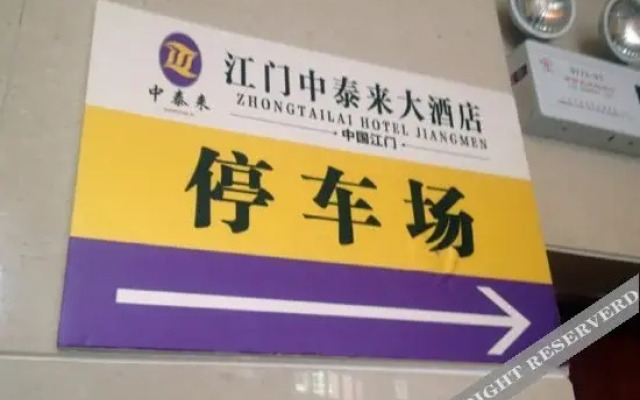 江门中泰来大酒店
中泰来
ZHONGTAILAI HOTEL JIANGMEN
中国江门
停车场
RIGHT RESERVERD